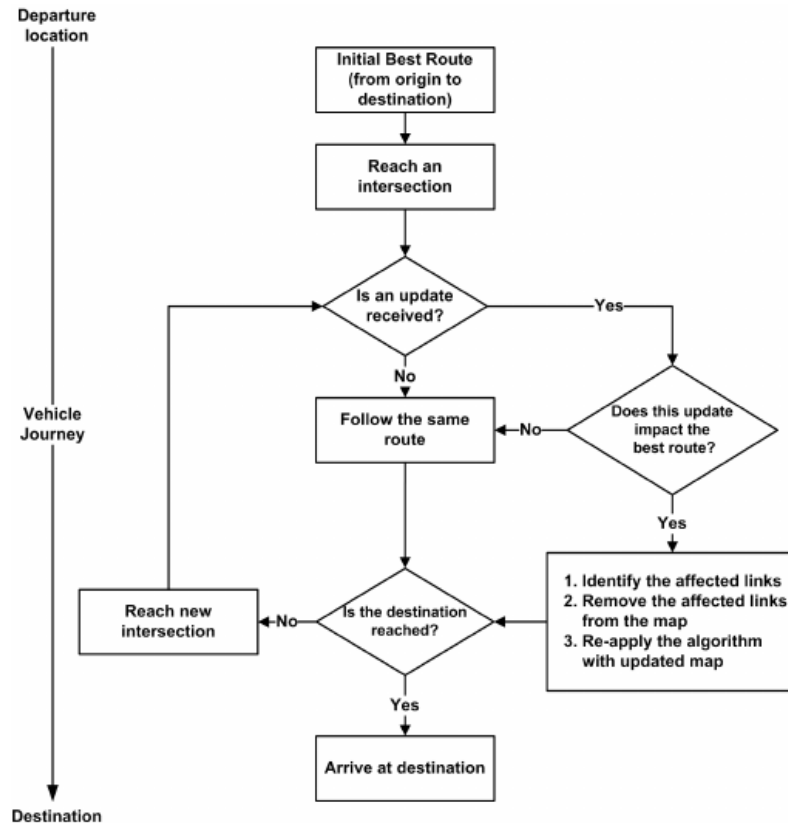 Departure
location
Initial Best Route
(from origin to
destination)
Reach an
intersection
Is an update
received?
Yes
No
Vehicle
Journey
Follow the same
route
No
Does this update
impact the
best route?
Yes
Reach new
intersection
No
Is the destination
reached?
1. Identify the affected links
2. Remove the affected links
from the map
3. Re-apply the algorithm
with updated map
Yes
Arrive at destination
Destination